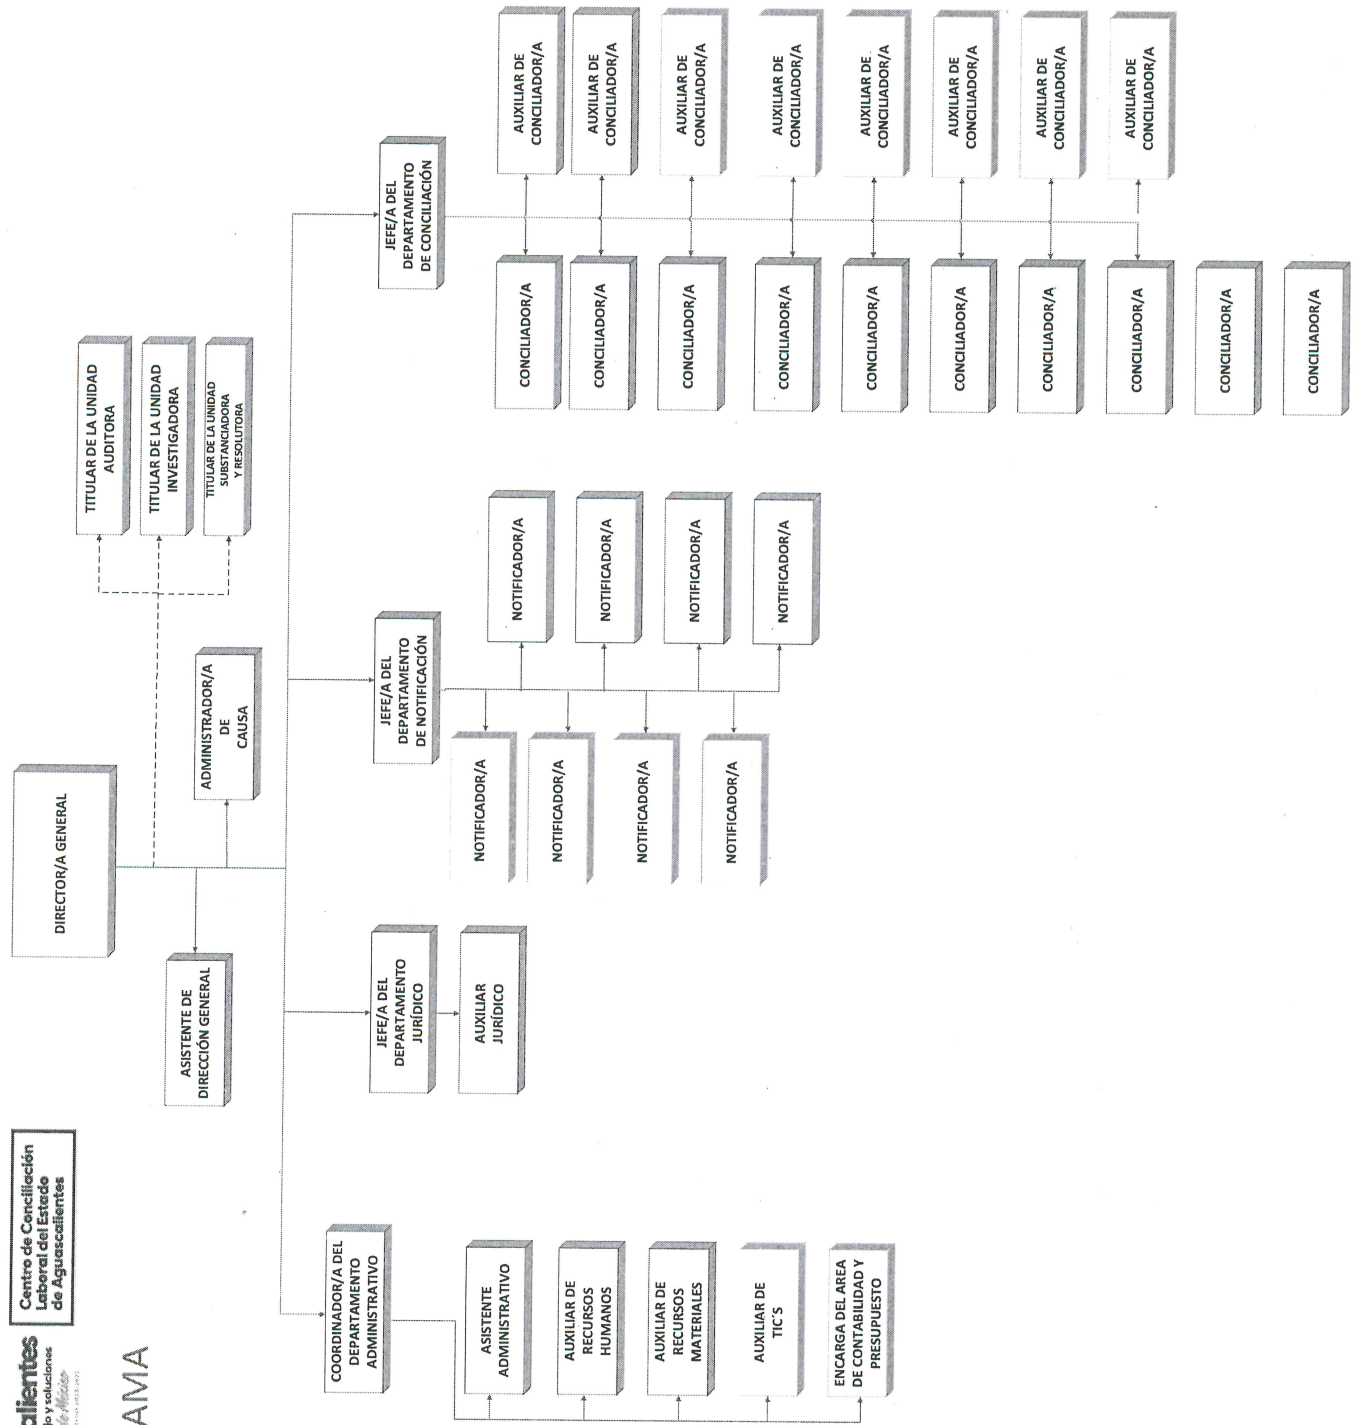 alientes
io y soluciones
Centro de Conciliación
Laboral del Estado
de Aguascalientes
AMA
DIRECTOR/A GENERAL
TITULAR DE LA UNIDAD
AUDITORA
TITULAR DE LA UNIDAD
INVESTIGADORA
TITULAR DE LA UNIDAD
SUBSTANCIADORA
Y RESOLUTORA
ASISTENTE DE
DIRECCIÓN GENERAL
ADMINISTRADOR/A
DE
CAUSA
COORDINADOR/A DEL
DEPARTAMENTO
ADMINISTRATIVO
ASISTENTE
ADMINISTRATIVO
AUXILIAR DE
RECURSOS
HUMANOS
AUXILIAR DE
RECURSOS
MATERIALES
AUXILIAR DE
TIC'S
ENCARGA DEL AREA
DE CONTABILIDAD Y
PRESUPUESTO
JEFE/A DEL
DEPARTAMENTO
JURÍDICO
AUXILIAR
JURÍDICO
JEFE/A DEL
DEPARTAMENTO
DE NOTIFICACIÓN
NOTIFICADOR/A
NOTIFICADOR/A
NOTIFICADOR/A
NOTIFICADOR/A
NOTIFICADOR/A
NOTIFICADOR/A
NOTIFICADOR/A
NOTIFICADOR/A
JEFE/A DEL
DEPARTAMENTO
DE CONCILIACIÓN
CONCILIADOR/A
AUXILIAR DE
CONCILIADOR/A
CONCILIADOR/A
AUXILIAR DE
CONCILIADOR/A
CONCILIADOR/A
AUXILIAR DE
CONCILIADOR/A
CONCILIADOR/A
AUXILIAR DE
CONCILIADOR/A
CONCILIADOR/A
AUXILIAR DE
CONCILIADOR/A
CONCILIADOR/A
AUXILIAR DE
CONCILIADOR/A
CONCILIADOR/A
AUXILIAR DE
CONCILIADOR/A
CONCILIADOR/A
AUXILIAR DE
CONCILIADOR/A
CONCILIADOR/A
CONCILIADOR/A